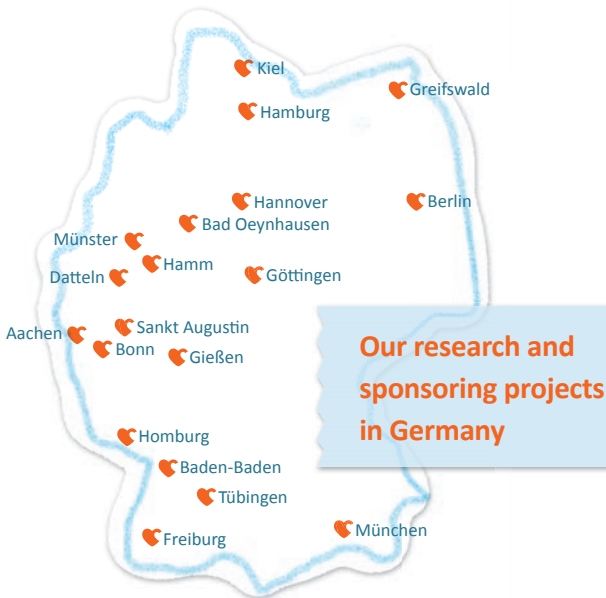 Kiel
Greifswald
Hamburg
Hannover
Berlin
Bad Oeynhausen
Münster
Hamm
Datteln
Göttingen
Sankt Augustin
Aachen
Bonn
Gießen
Our research and
sponsoring projects
in Germany
Homburg
Baden-Baden
Tübingen
München
Freiburg